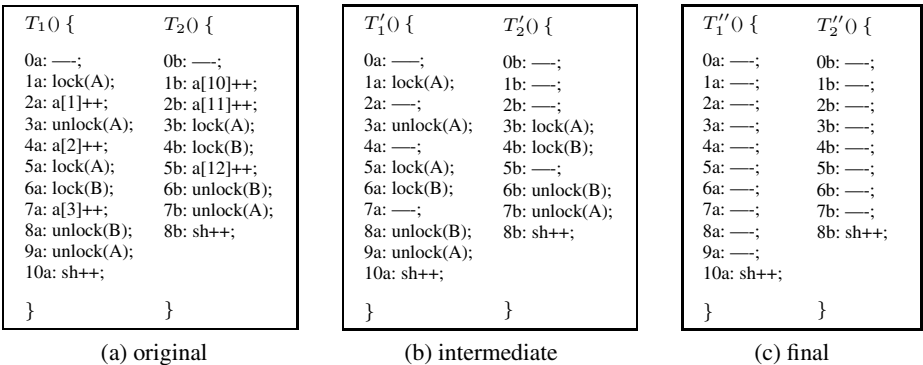 T₁() {
T₂() {
0a: —-;
0b: —-;
1a: lock(A);
1b: a[10]++;
2a: a[1]++;
2b: a[11]++;
3a: unlock(A);
3b: lock(A);
4a: a[2]++;
4b: lock(B);
5a: lock(A);
5b: a[12]++;
6a: lock(B);
6b: unlock(B);
7a: a[3]++;
7b: unlock(A);
8a: unlock(B);
8b: sh++;
9a: unlock(A);
10a: sh++;
}
}
(a) original
T₁′() {
T₂′() {
0a: —-;
0b: —-;
1a: lock(A);
1b: —-;
2a: —-;
2b: —-;
3a: unlock(A);
3b: lock(A);
4a: —-;
4b: lock(B);
5a: lock(A);
5b: —-;
6a: lock(B);
6b: unlock(B);
7a: —-;
7b: unlock(A);
8a: unlock(B);
8b: sh++;
9a: unlock(A);
10a: sh++;
}
}
(b) intermediate
T₁′′() {
T₂′′() {
0a: —-;
0b: —-;
1a: —-;
1b: —-;
2a: —-;
2b: —-;
3a: —-;
3b: —-;
4a: —-;
4b: —-;
5a: —-;
5b: —-;
6a: —-;
6b: —-;
7a: —-;
7b: —-;
8a: —-;
8b: sh++;
9a: —-;
10a: sh++;
}
}
(c) final